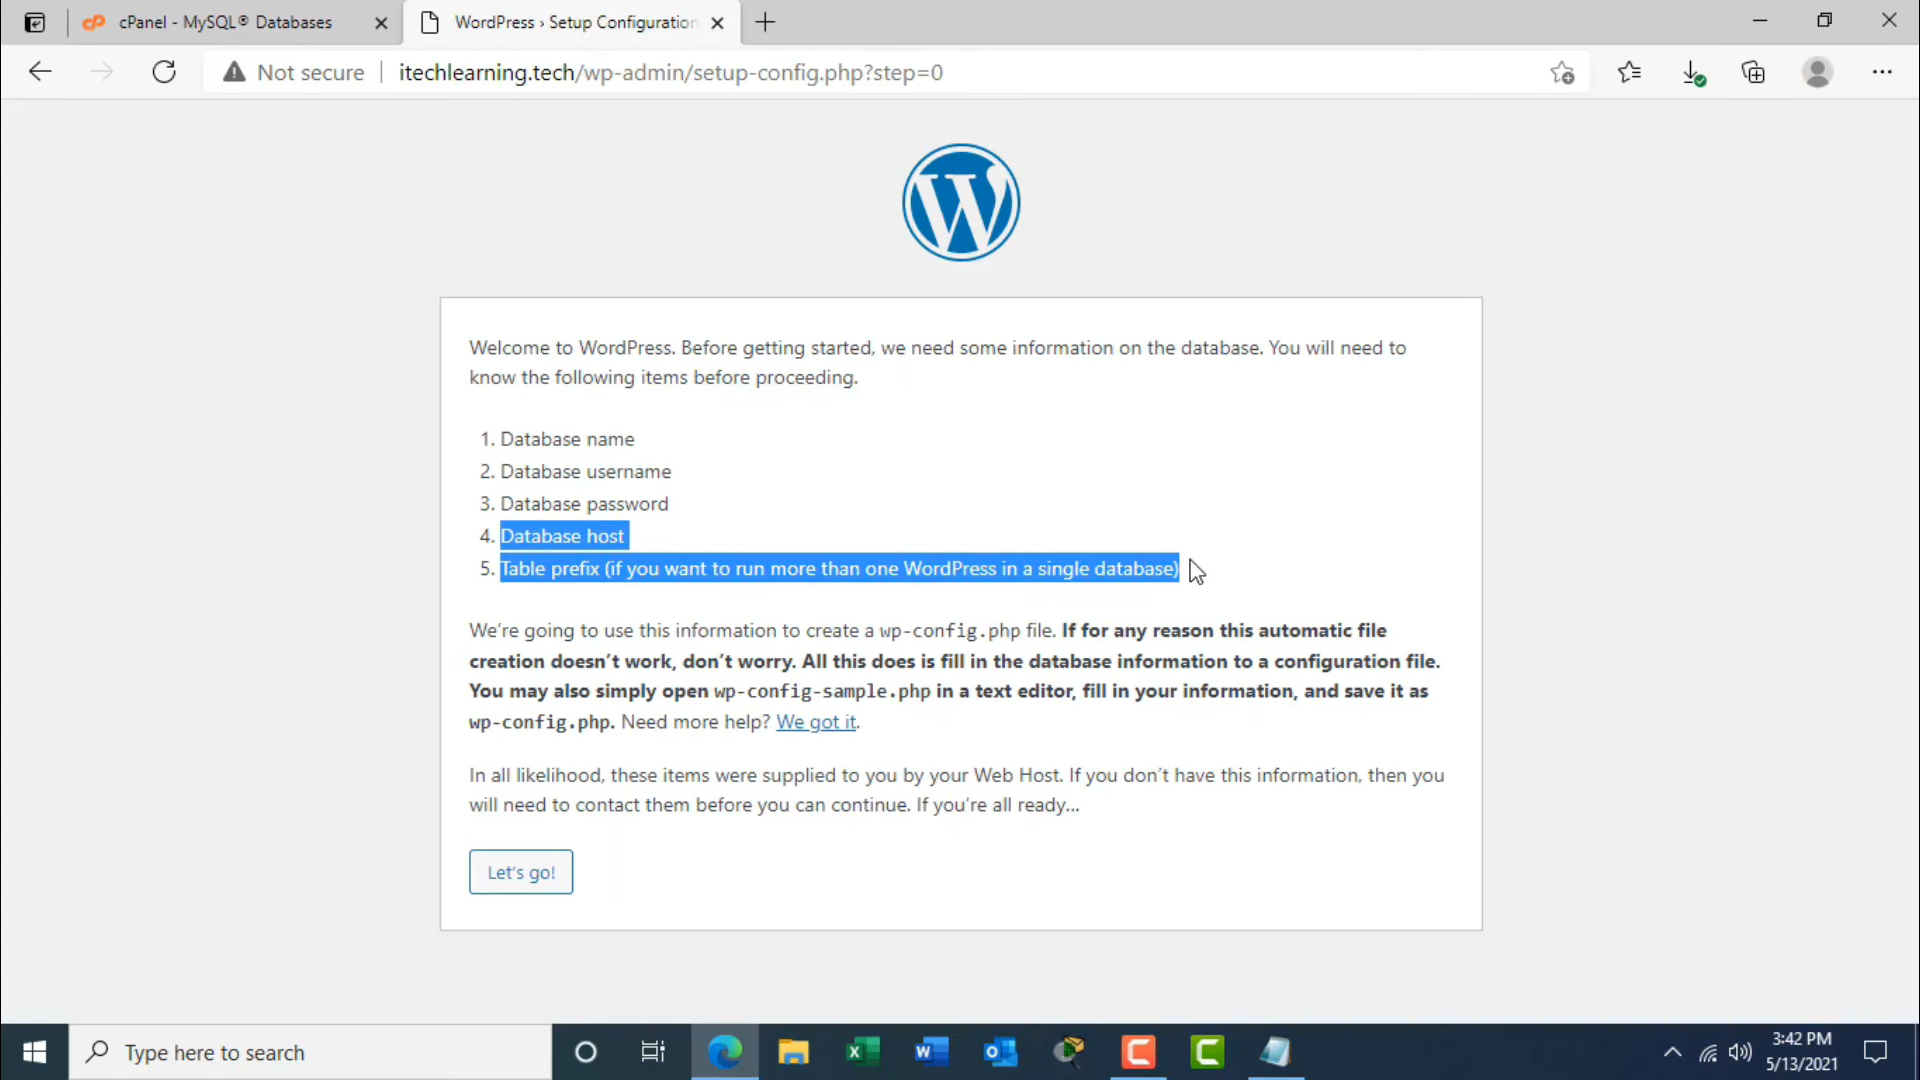 cPanel - MySQL® Databases
WordPress › Setup Configuration
Not secure
itechlearning.tech/wp-admin/setup-config.php?step=0
Welcome to WordPress. Before getting started, we need some information on the database. You will need to
know the following items before proceeding.
1. Database name
2. Database username
3. Database password
4. Database host
5. Table prefix (if you want to run more than one WordPress in a single database)
We’re going to use this information to create a wp-config.php file. If for any reason this automatic file
creation doesn’t work, don’t worry. All this does is fill in the database information to a configuration file.
You may also simply open wp-config-sample.php in a text editor, fill in your information, and save it as
wp-config.php. Need more help? We got it.
In all likelihood, these items were supplied to you by your Web Host. If you don’t have this information, then you
will need to contact them before you can continue. If you’re all ready…
Let’s go!
Type here to search
3:42 PM
5/13/2021